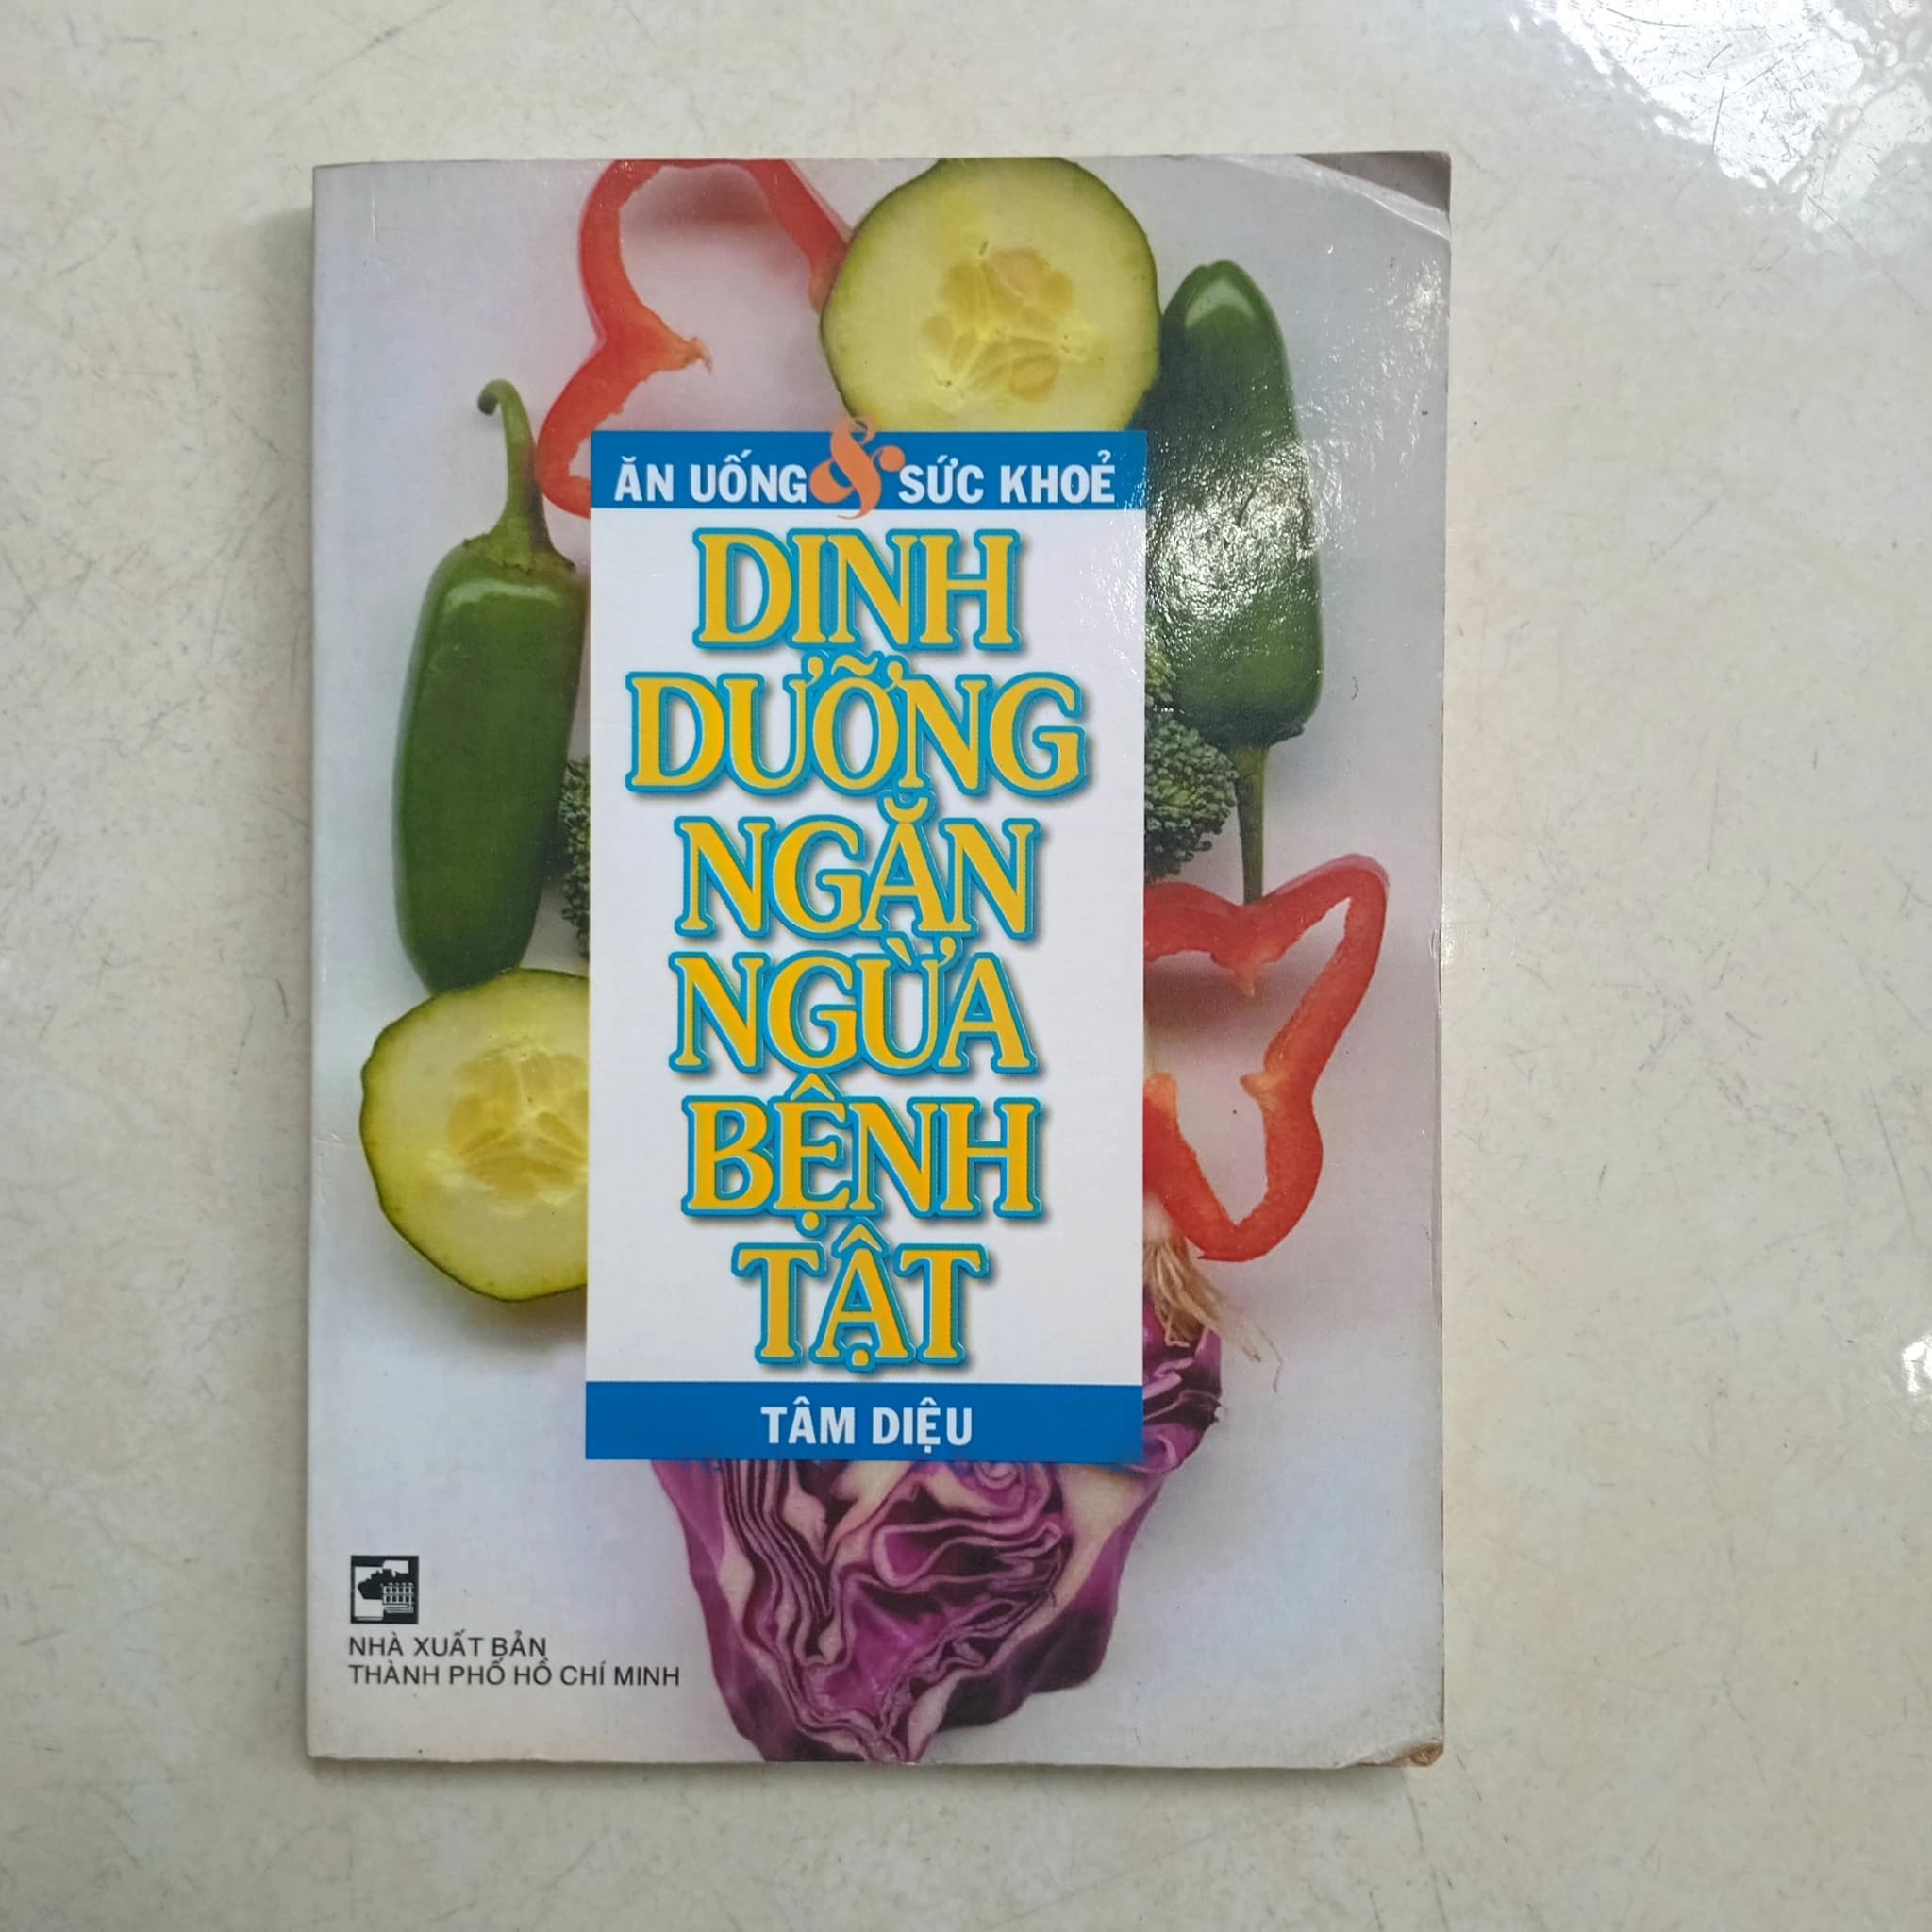 ĂN UỐNG & SỨC KHOẺ
DINH
DƯỠNG
NGĂN
NGỪA
BỆNH
TẬT
TÂM DIỆU
NHÀ XUẤT BẢN
THÀNH PHỐ HỒ CHÍ MINH